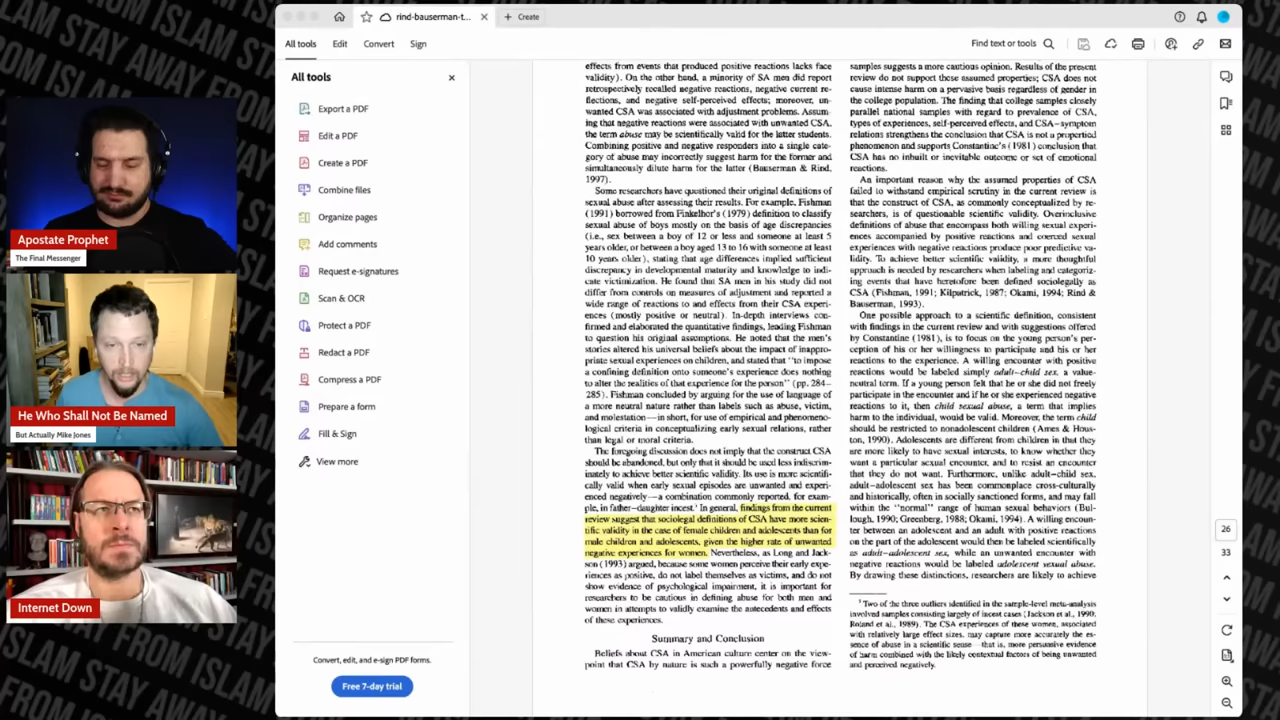 rind-bauserman-t...
Create
All tools
Edit
Convert
Sign
Find text or tools
All tools
Export a PDF
Edit a PDF
Create a PDF
Combine files
Organize pages
Add comments
Request e-signatures
Scan & OCR
Protect a PDF
Redact a PDF
Compress a PDF
Prepare a form
Fill & Sign
View more
Convert, edit, and e-sign PDF forms.
Free 7-day trial
Apostate Prophet
The Final Messenger
He Who Shall Not Be Named
But Actually Mike Jones
Internet Down
effects from events that produced positive reactions lacks face
validity). On the other hand, a minority of SA men did report
retrospectively recalled negative reactions, negative current re-
flections, and negative self-perceived effects; moreover, un-
wanted CSA was associated with adjustment problems. Assum-
ing that negative reactions were associated with unwanted CSA,
the term abuse may be scientifically valid for the latter students.
Combining positive and negative responders into a single cate-
gory of abuse may incorrectly suggest harm for the former and
simultaneously dilute harm for the latter (Bauserman & Rind,
1997).
Some researchers have questioned their original definitions of
sexual abuse after assessing their results. For example, Fishman
(1991) borrowed from Finkelhor's (1979) definition to classify
sexual abuse of boys mostly on the basis of age discrepancies
(i.e., sex between a boy of 12 or less and someone at least 5
years older, or between a boy aged 13 to 16 with someone at least
10 years older), stating that age differences implied sufficient
discrepancy in developmental maturity and knowledge to indi-
cate victimization. He found that SA men in his study did not
differ from controls on measures of adjustment and reported a
wide range of reactions to and effects from their CSA experi-
ences (mostly positive or neutral). In-depth interviews con-
firmed and elaborated the quantitative findings, leading Fishman
to question his original assumptions. He noted that the men's
stories altered his universal beliefs about the impact of inappro-
priate sexual experiences on children, and stated that "to impose
a confining definition onto someone's experience does nothing
to alter the realities of that experience for the person" (pp. 284–
285). Fishman concluded by arguing for the use of language of
a more neutral nature rather than labels such as abuse, victim,
and molestation—in short, for use of empirical and phenomeno-
logical criteria in conceptualizing early sexual relations, rather
than legal or moral criteria.
The foregoing discussion does not imply that the construct CSA
should be abandoned, but only that it should be used less indiscrim-
inately to achieve better scientific validity. Its use is more scientifi-
cally valid when early sexual episodes are unwanted and experi-
enced negatively—a combination commonly reported, for exam-
ple, in father–daughter incest.¹ In general, findings from the current
review suggest that sociolegal definitions of CSA have more scien-
tific validity in the case of female children and adolescents than for
male children and adolescents, given the higher rate of unwanted
negative experiences for women. Nevertheless, as Long and Jack-
son (1993) argued, because some women perceive their early expe-
riences as positive, do not label themselves as victims, and do not
show evidence of psychological impairment, it is important for
researchers to be cautious in defining abuse for both men and
women in attempts to validly examine the antecedents and effects
of these experiences.
Summary and Conclusion
Beliefs about CSA in American culture center on the view-
point that CSA by nature is such a powerfully negative force
samples suggests a more cautious opinion. Results of the present
review do not support these assumed properties; CSA does not
cause intense harm on a pervasive basis regardless of gender in
the college population. The finding that college samples closely
parallel national samples with regard to prevalence of CSA,
types of experiences, self-perceived effects, and CSA–symptom
relations strengthens the conclusion that CSA is not a propertied
phenomenon and supports Constantine's (1981) conclusion that
CSA has no inbuilt or inevitable outcome or set of emotional
reactions.
An important reason why the assumed properties of CSA
failed to withstand empirical scrutiny in the current review is
that the construct of CSA, as commonly conceptualized by re-
searchers, is of questionable scientific validity. Overinclusive
definitions of abuse that encompass both willing sexual experi-
ences accompanied by positive reactions and coerced sexual
experiences with negative reactions produce poor predictive va-
lidity. To achieve better scientific validity, a more thoughtful
approach is needed by researchers when labeling and categoriz-
ing events that have heretofore been defined sociolegally as
CSA (Fishman, 1991; Kilpatrick, 1987; Okami, 1994; Rind &
Bauserman, 1993).
One possible approach to a scientific definition, consistent
with findings in the current review and with suggestions offered
by Constantine (1981), is to focus on the young person's per-
ception of his or her willingness to participate and his or her
reactions to the experience. A willing encounter with positive
reactions would be labeled simply adult–child sex, a value-
neutral term. If a young person felt that he or she did not freely
participate in the encounter and if he or she experienced negative
reactions to it, then child sexual abuse, a term that implies
harm to the individual, would be valid. Moreover, the term child
should be restricted to nonadolescent children (Ames & Hous-
ton, 1990). Adolescents are different from children in that they
are more likely to have sexual interests, to know whether they
want a particular sexual encounter, and to resist an encounter
that they do not want. Furthermore, unlike adult–child sex,
adult–adolescent sex has been commonplace cross-culturally
and historically, often in socially sanctioned forms, and may fall
within the "normal" range of human sexual behaviors (Bul-
lough, 1990; Greenberg, 1988; Okami, 1994). A willing encoun-
ter between an adolescent and an adult with positive reactions
on the part of the adolescent would then be labeled scientifically
as adult–adolescent sex, while an unwanted encounter with
negative reactions would be labeled adolescent sexual abuse.
By drawing these distinctions, researchers are likely to achieve
¹ Two of the three outliers identified in the sample-level meta-analysis
involved samples consisting largely of incest cases (Jackson et al., 1990;
Roland et al., 1989). The CSA experiences of these women, associated
with relatively large effect sizes, may capture more accurately the es-
sence of abuse in a scientific sense—that is, more persuasive evidence
of harm combined with the likely contextual factors of being unwanted
and perceived negatively.
26
33